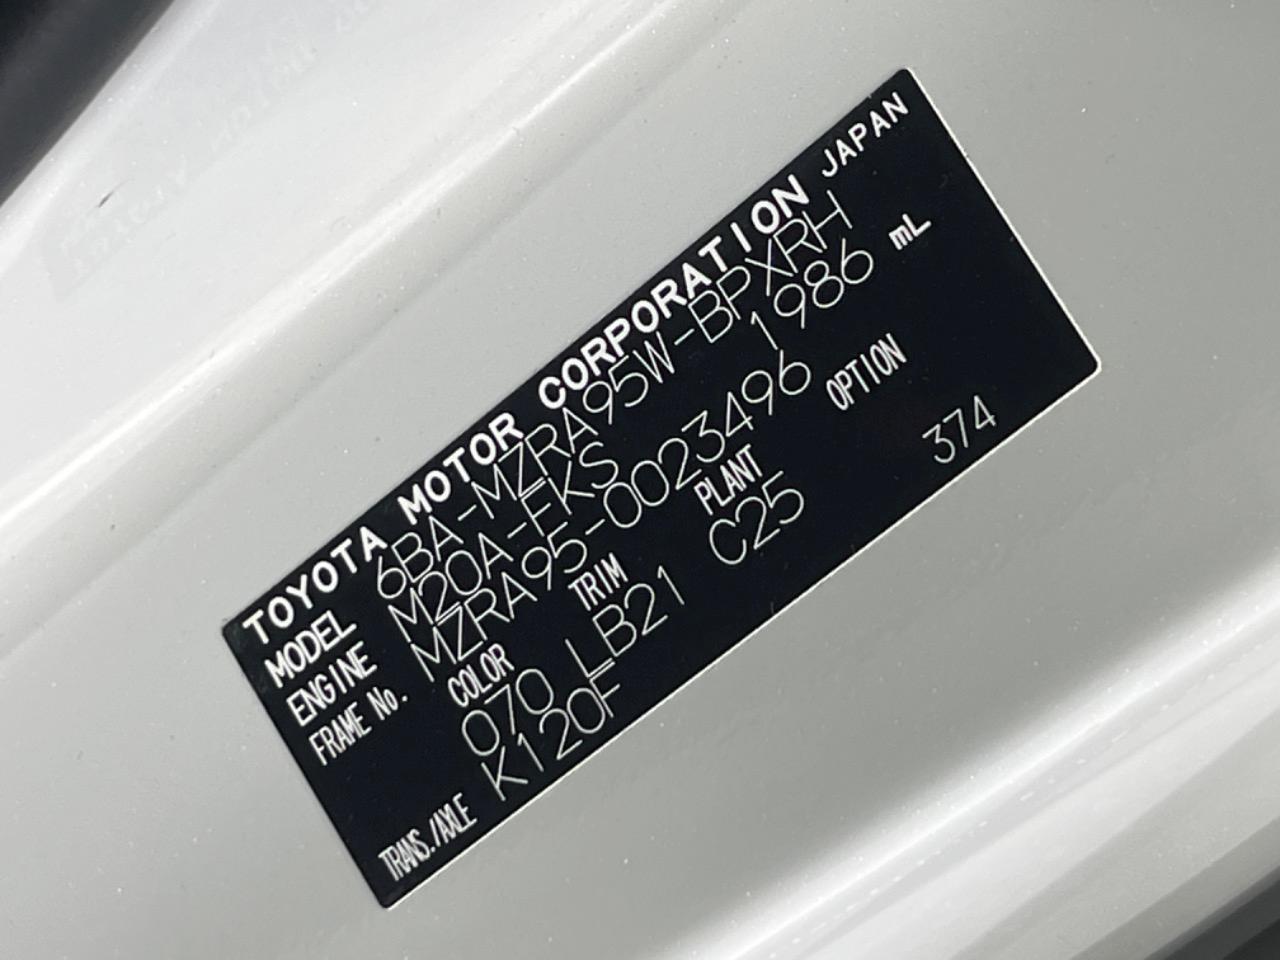 TOYOTA MOTOR CORPORATION JAPAN
MODEL 6BA-MZRA95W-BPXRH
ENGINE M20A-FKS 1986 mL
FRAME No. MZRA95-0023496
COLOR TRIM PLANT OPTION
070 LB21 C25 374
TRANS./AXLE K120F